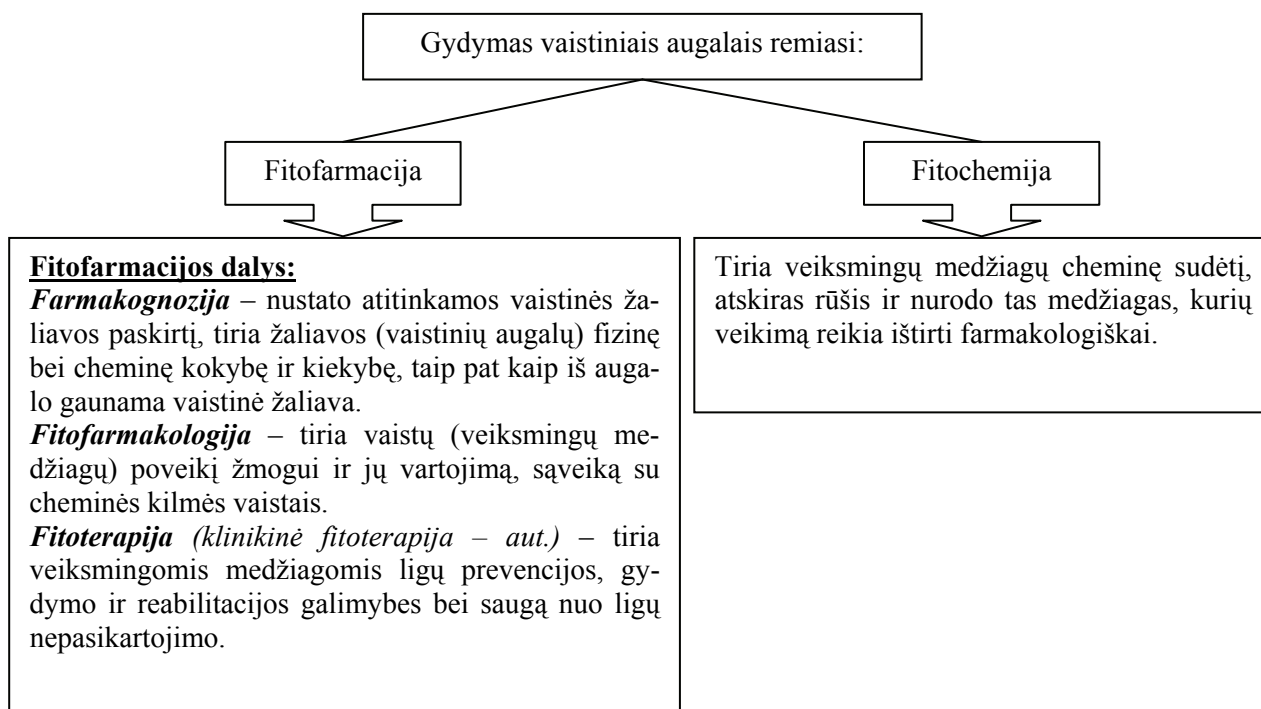 Gydymas vaistiniais augalais remiasi:
Fitofarmacija
Fitochemija
Fitofarmacijos dalys:
Farmakognozija – nustato atitinkamos vaistinės ža-
liavos paskirtį, tiria žaliavos (vaistinių augalų) fizinę
bei cheminę kokybę ir kiekybę, taip pat kaip iš auga-
lo gaunama vaistinė žaliava.
Fitofarmakologija – tiria vaistų (veiksmingų me-
džiagų) poveikį žmogui ir jų vartojimą, sąveiką su
cheminės kilmės vaistais.
Fitoterapija (klinikinė fitoterapija – aut.) – tiria
veiksmingomis medžiagomis ligų prevencijos, gy-
dymo ir reabilitacijos galimybes bei saugą nuo ligų
nepasikartojimo.
Tiria veiksmingų medžiagų cheminę sudėtį,
atskiras rūšis ir nurodo tas medžiagas, kurių
veikimą reikia ištirti farmakologiškai.